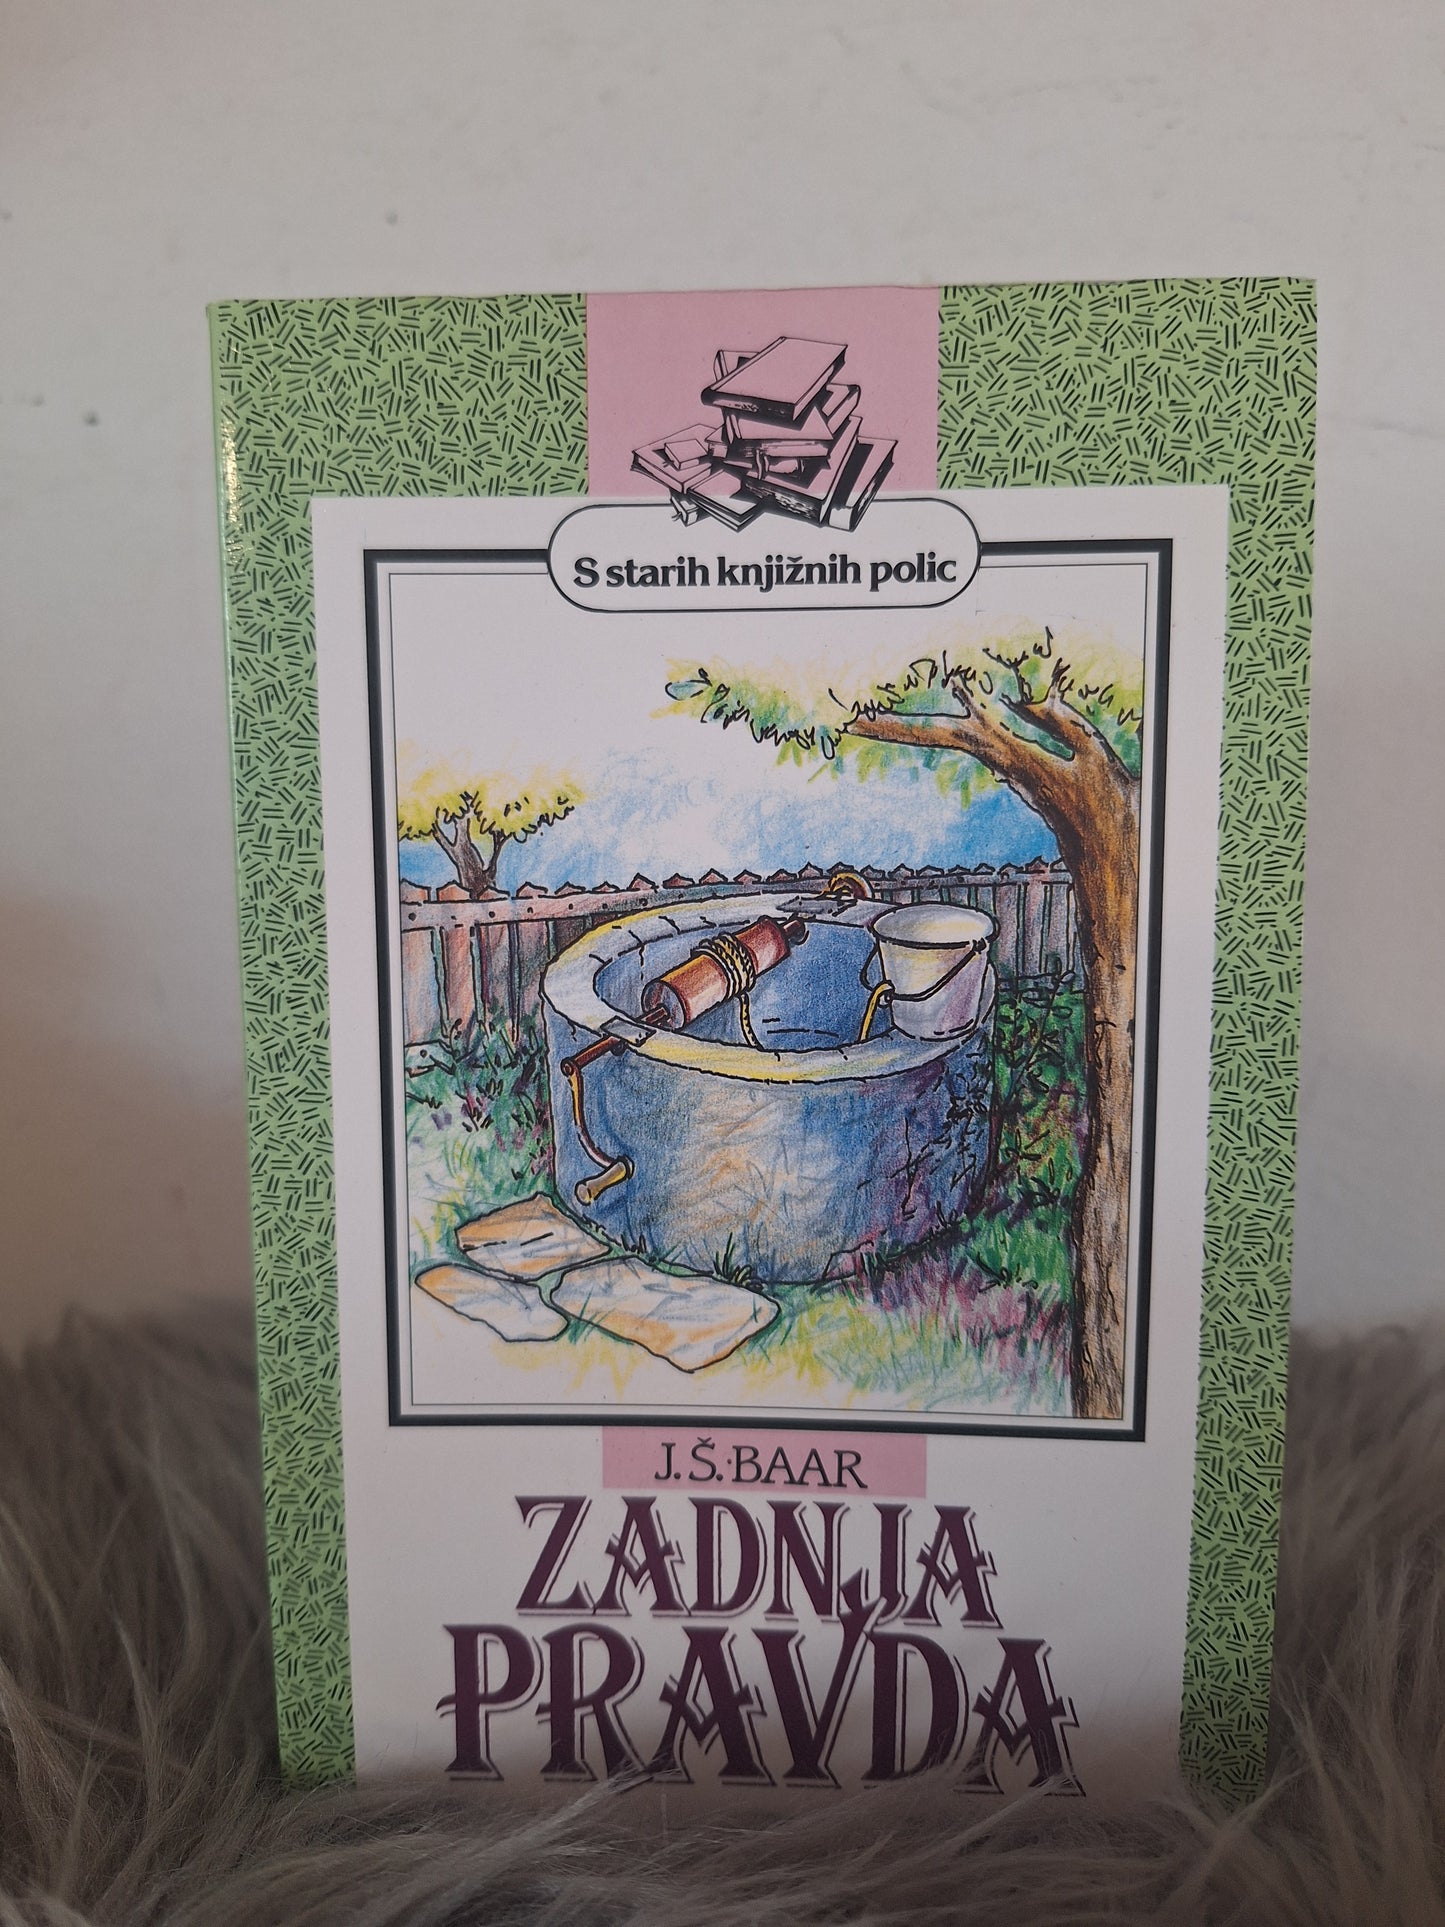 S starih knjižnih polic
J. Š. BAAR
ZADNJA
PRAVDA